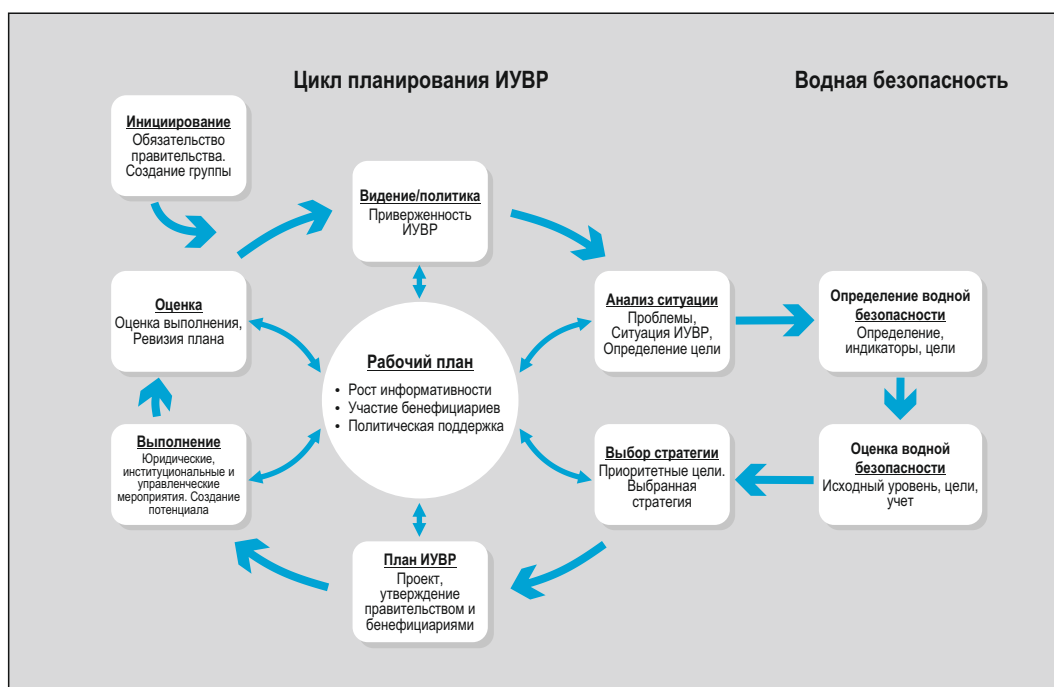 Цикл планирования ИУВР
Водная безопасность
Инициирование
Обязательство
правительства.
Создание группы
Видение/политика
Приверженность
ИУВР
Оценка
Оценка выполнения,
Ревизия плана
Анализ ситуации
Проблемы,
Ситуация ИУВР,
Определение цели
Определение водной
безопасности
Определение,
индикаторы, цели
Рабочий план
• Рост информативности
• Участие бенефициариев
• Политическая поддержка
Выполнение
Юридические,
институциональные и
управленческие
мероприятия. Создание
потенциала
Выбор стратегии
Приоритетные цели.
Выбранная
стратегия
Оценка водной
безопасности
Исходный уровень, цели,
учет
План ИУВР
Проект,
утверждение
правительством и
бенефициариями